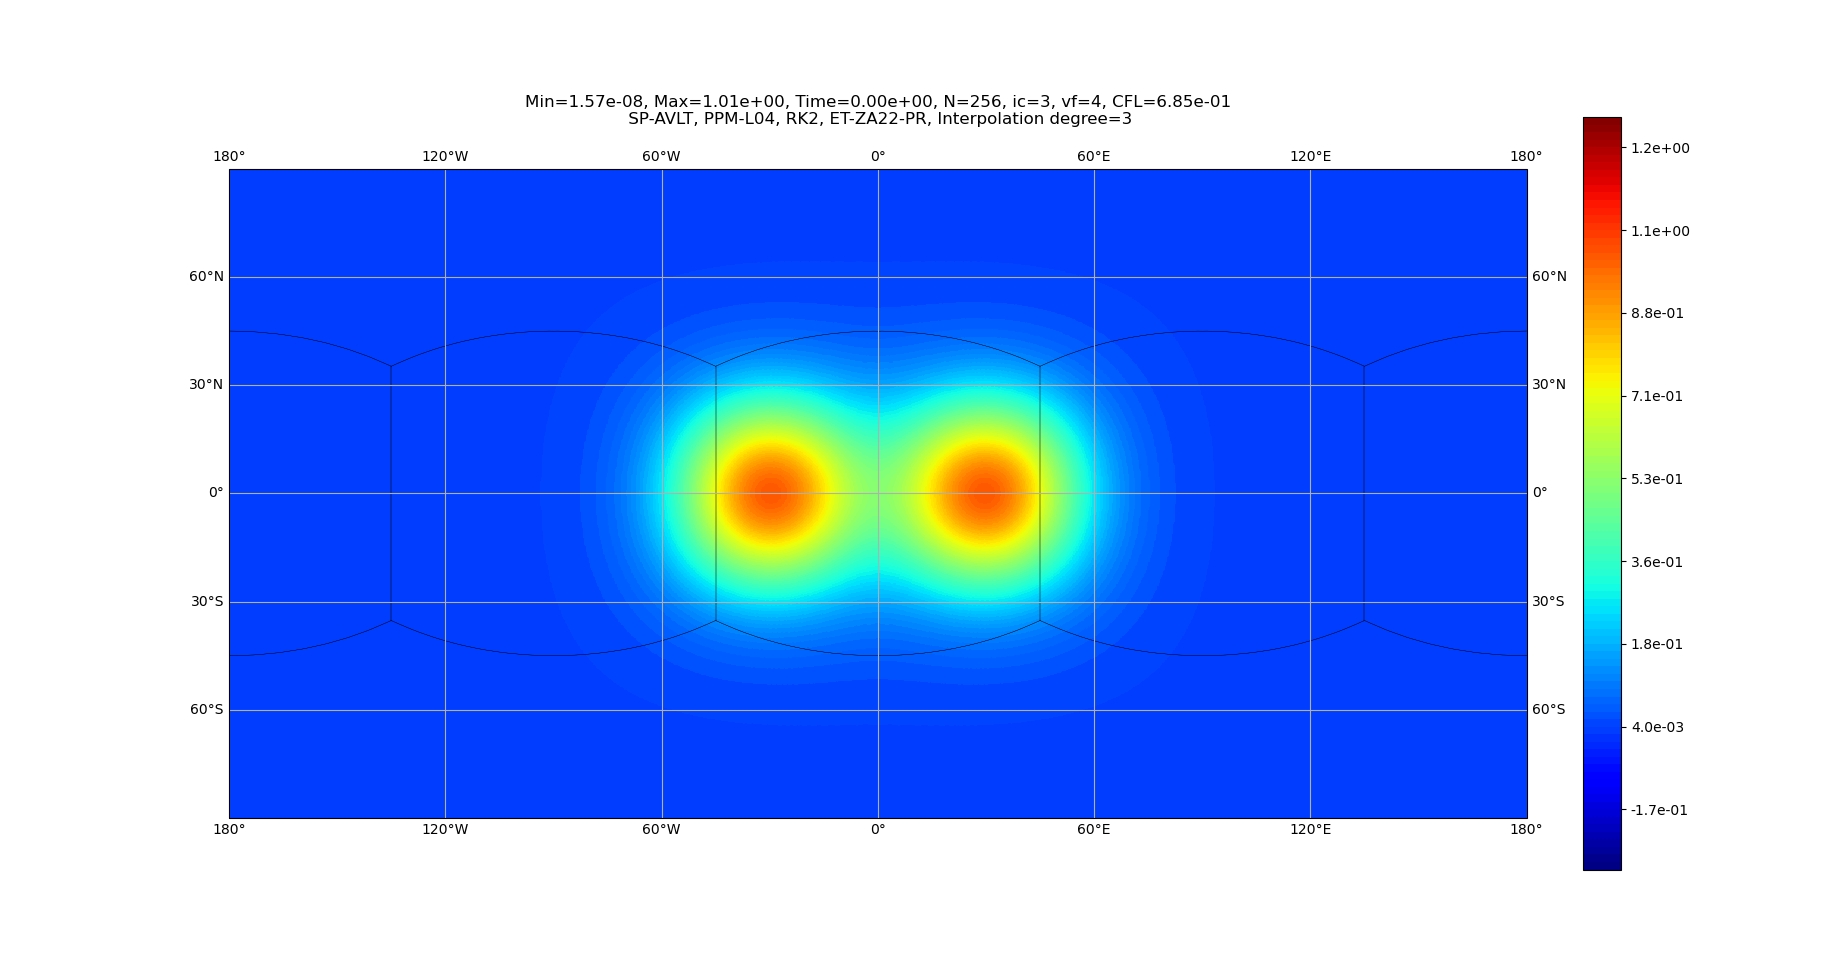 Min=1.57e-08, Max=1.01e+00, Time=0.00e+00, N=256, ic=3, vf=4, CFL=6.85e-01
SP-AVLT, PPM-L04, RK2, ET-ZA22-PR, Interpolation degree=3
180° 120°W 60°W 0° 60°E 120°E 180°
60°N 60°N
30°N 30°N
0° 0°
30°S 30°S
60°S 60°S
180° 120°W 60°W 0° 60°E 120°E 180°
1.2e+00
1.1e+00
8.8e-01
7.1e-01
5.3e-01
3.6e-01
1.8e-01
4.0e-03
-1.7e-01